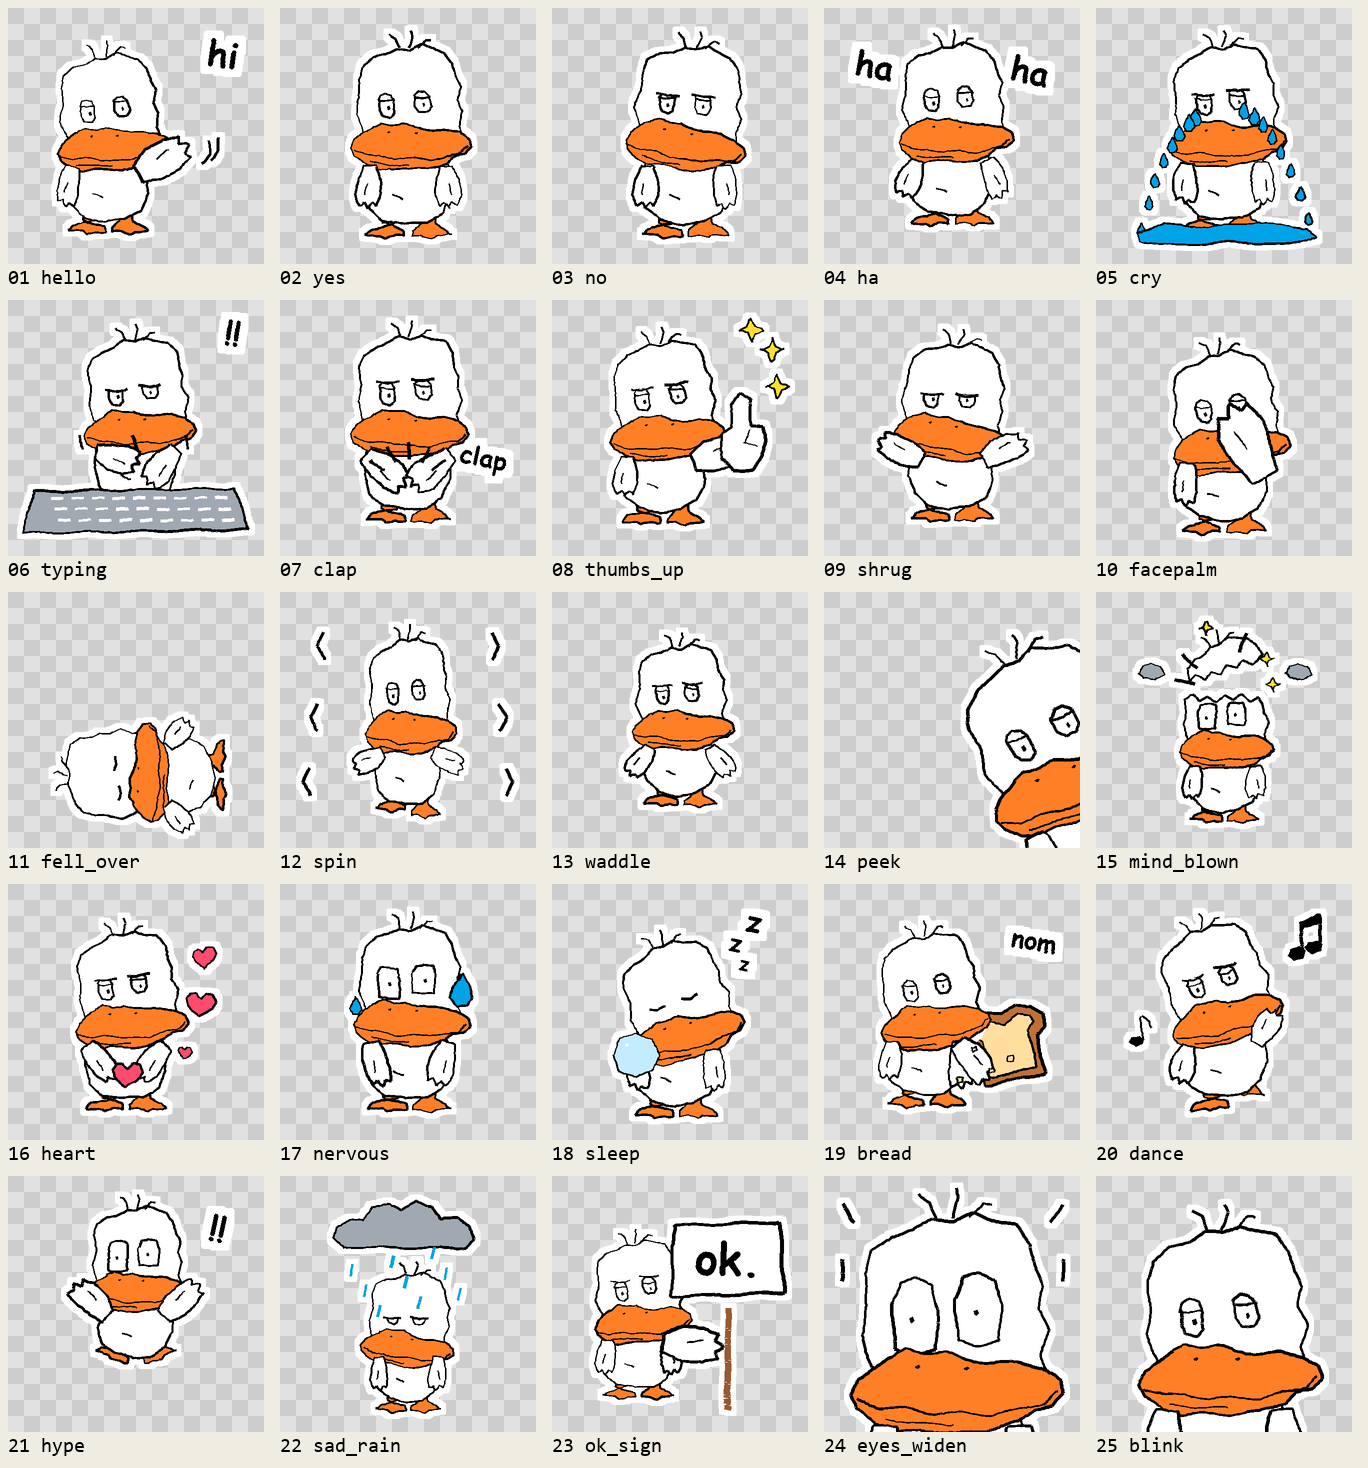 hi
01 hello
02 yes
03 no
ha
ha
04 ha
05 cry
!!
06 typing
clap
07 clap
08 thumbs_up
09 shrug
10 facepalm
11 fell_over
12 spin
13 waddle
14 peek
15 mind_blown
16 heart
17 nervous
z
z
z
18 sleep
nom
19 bread
20 dance
!!
21 hype
22 sad_rain
ok.
23 ok_sign
24 eyes_widen
25 blink